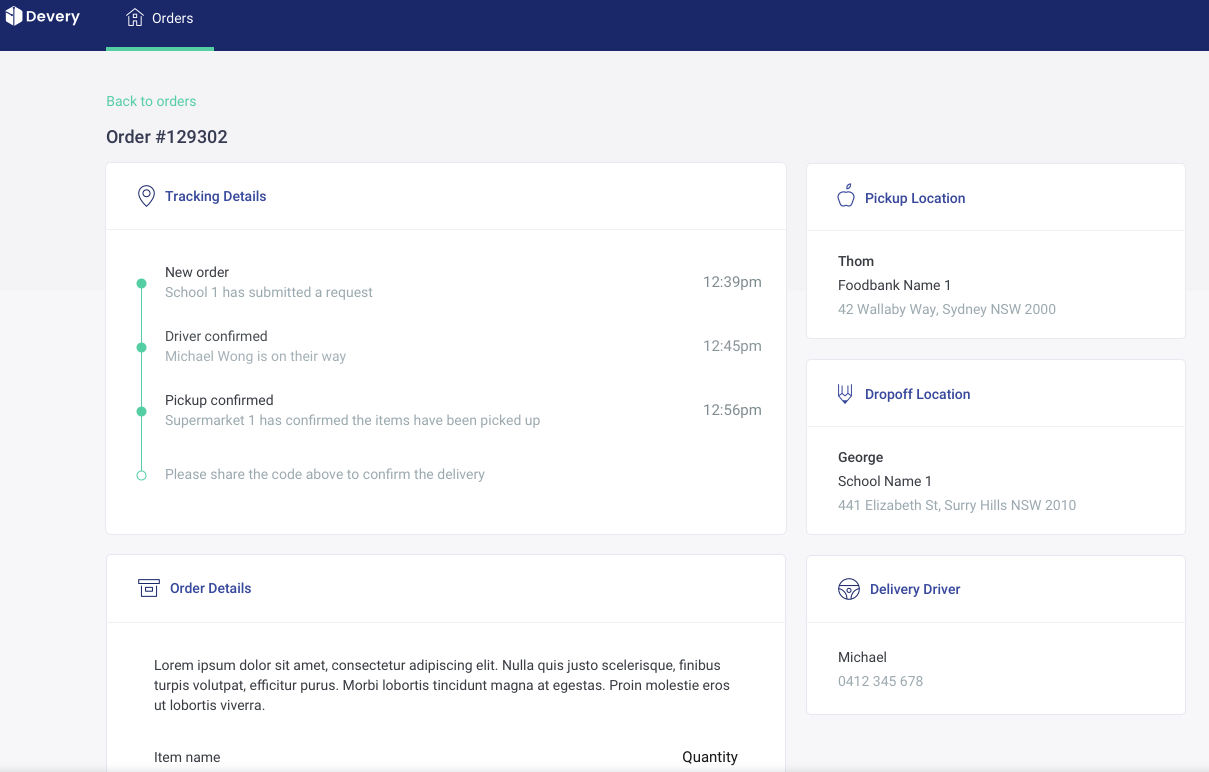 Devery
Orders
Back to orders
Order #129302
Tracking Details
New order
School 1 has submitted a request
12:39pm
Driver confirmed
Michael Wong is on their way
12:45pm
Pickup confirmed
Supermarket 1 has confirmed the items have been picked up
12:56pm
Please share the code above to confirm the delivery
Order Details
Lorem ipsum dolor sit amet, consectetur adipiscing elit. Nulla quis justo scelerisque, finibus
turpis volutpat, efficitur purus. Morbi lobortis tincidunt magna at egestas. Proin molestie eros
ut lobortis viverra.
Item name
Quantity
Pickup Location
Thom
Foodbank Name 1
42 Wallaby Way, Sydney NSW 2000
Dropoff Location
George
School Name 1
441 Elizabeth St, Surry Hills NSW 2010
Delivery Driver
Michael
0412 345 678